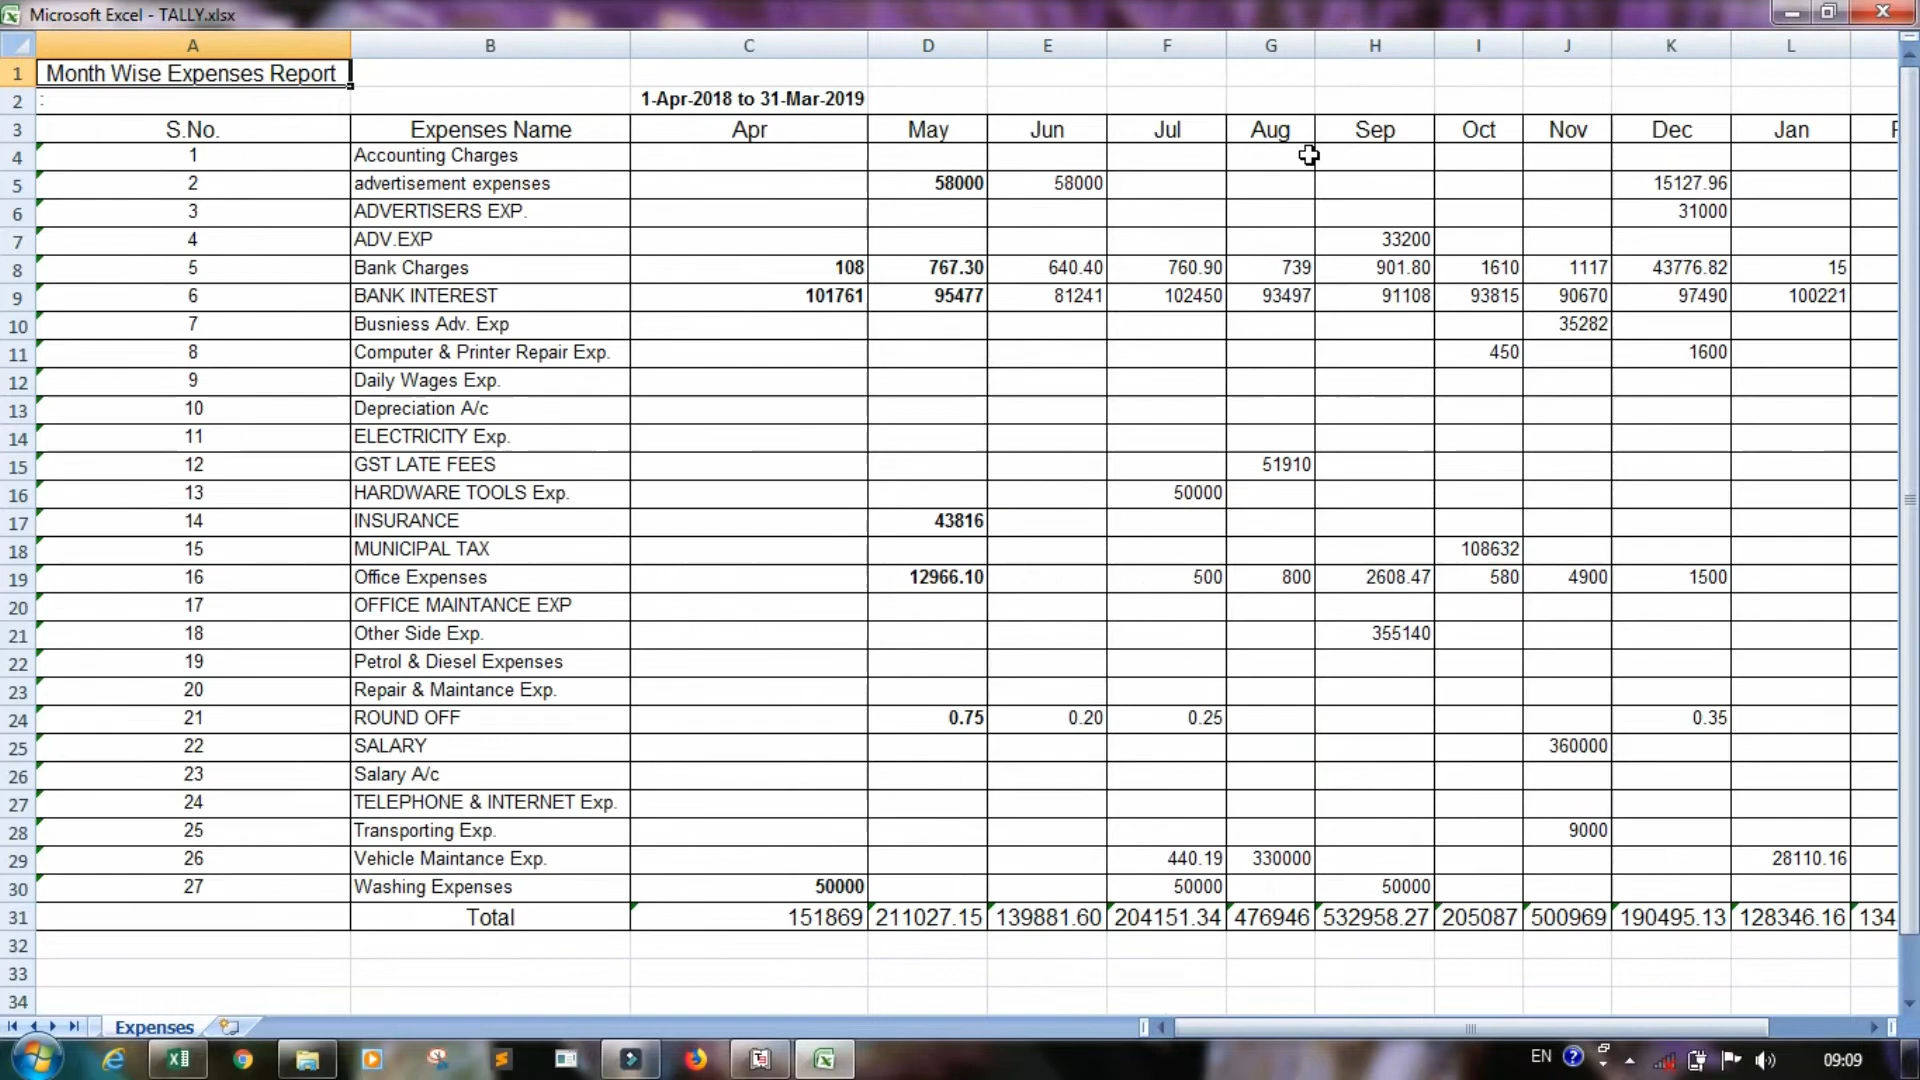 Microsoft Excel - TALLY.xlsx
A B C D E F G H I J K L
1 Month Wise Expenses Report
2 : 1-Apr-2018 to 31-Mar-2019
3 S.No. Expenses Name Apr May Jun Jul Aug Sep Oct Nov Dec Jan
4 1 Accounting Charges
5 2 advertisement expenses 58000 58000 15127.96
6 3 ADVERTISERS EXP. 31000
7 4 ADV.EXP 33200
8 5 Bank Charges 108 767.30 640.40 760.90 739 901.80 1610 1117 43776.82 15
9 6 BANK INTEREST 101761 95477 81241 102450 93497 91108 93815 90670 97490 100221
10 7 Busniess Adv. Exp 35282
11 8 Computer & Printer Repair Exp. 450 1600
12 9 Daily Wages Exp.
13 10 Depreciation A/c
14 11 ELECTRICITY Exp.
15 12 GST LATE FEES 51910
16 13 HARDWARE TOOLS Exp. 50000
17 14 INSURANCE 43816
18 15 MUNICIPAL TAX 108632
19 16 Office Expenses 12966.10 500 800 2608.47 580 4900 1500
20 17 OFFICE MAINTANCE EXP
21 18 Other Side Exp. 355140
22 19 Petrol & Diesel Expenses
23 20 Repair & Maintance Exp.
24 21 ROUND OFF 0.75 0.20 0.25 0.35
25 22 SALARY 360000
26 23 Salary A/c
27 24 TELEPHONE & INTERNET Exp.
28 25 Transporting Exp. 9000
29 26 Vehicle Maintance Exp. 440.19 330000 28110.16
30 27 Washing Expenses 50000 50000 50000
31 Total 151869 211027.15 139881.60 204151.34 476946 532958.27 205087 500969 190495.13 128346.16 134
32
33
34
Expenses
EN 09:09